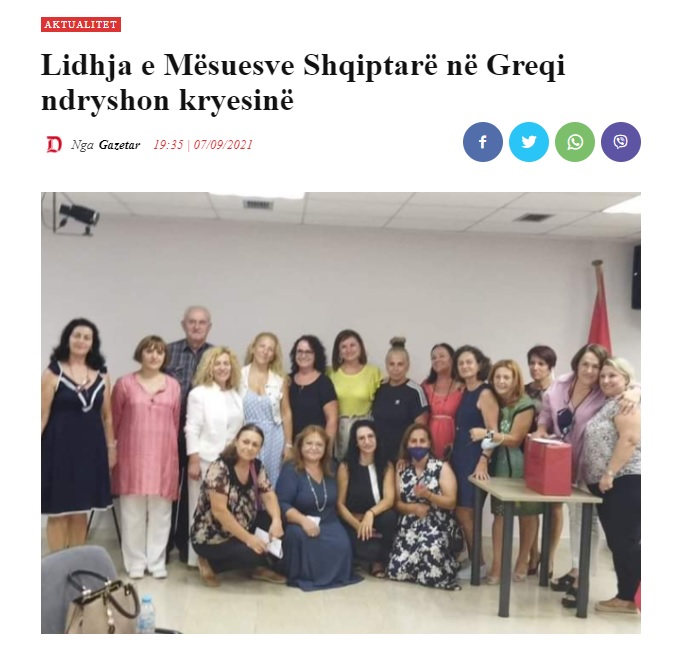 AKTUALITET
Lidhja e Mësuesve Shqiptarë në Greqi
ndryshon kryesinë
D Nga Gazetar 19:35 | 07/09/2021